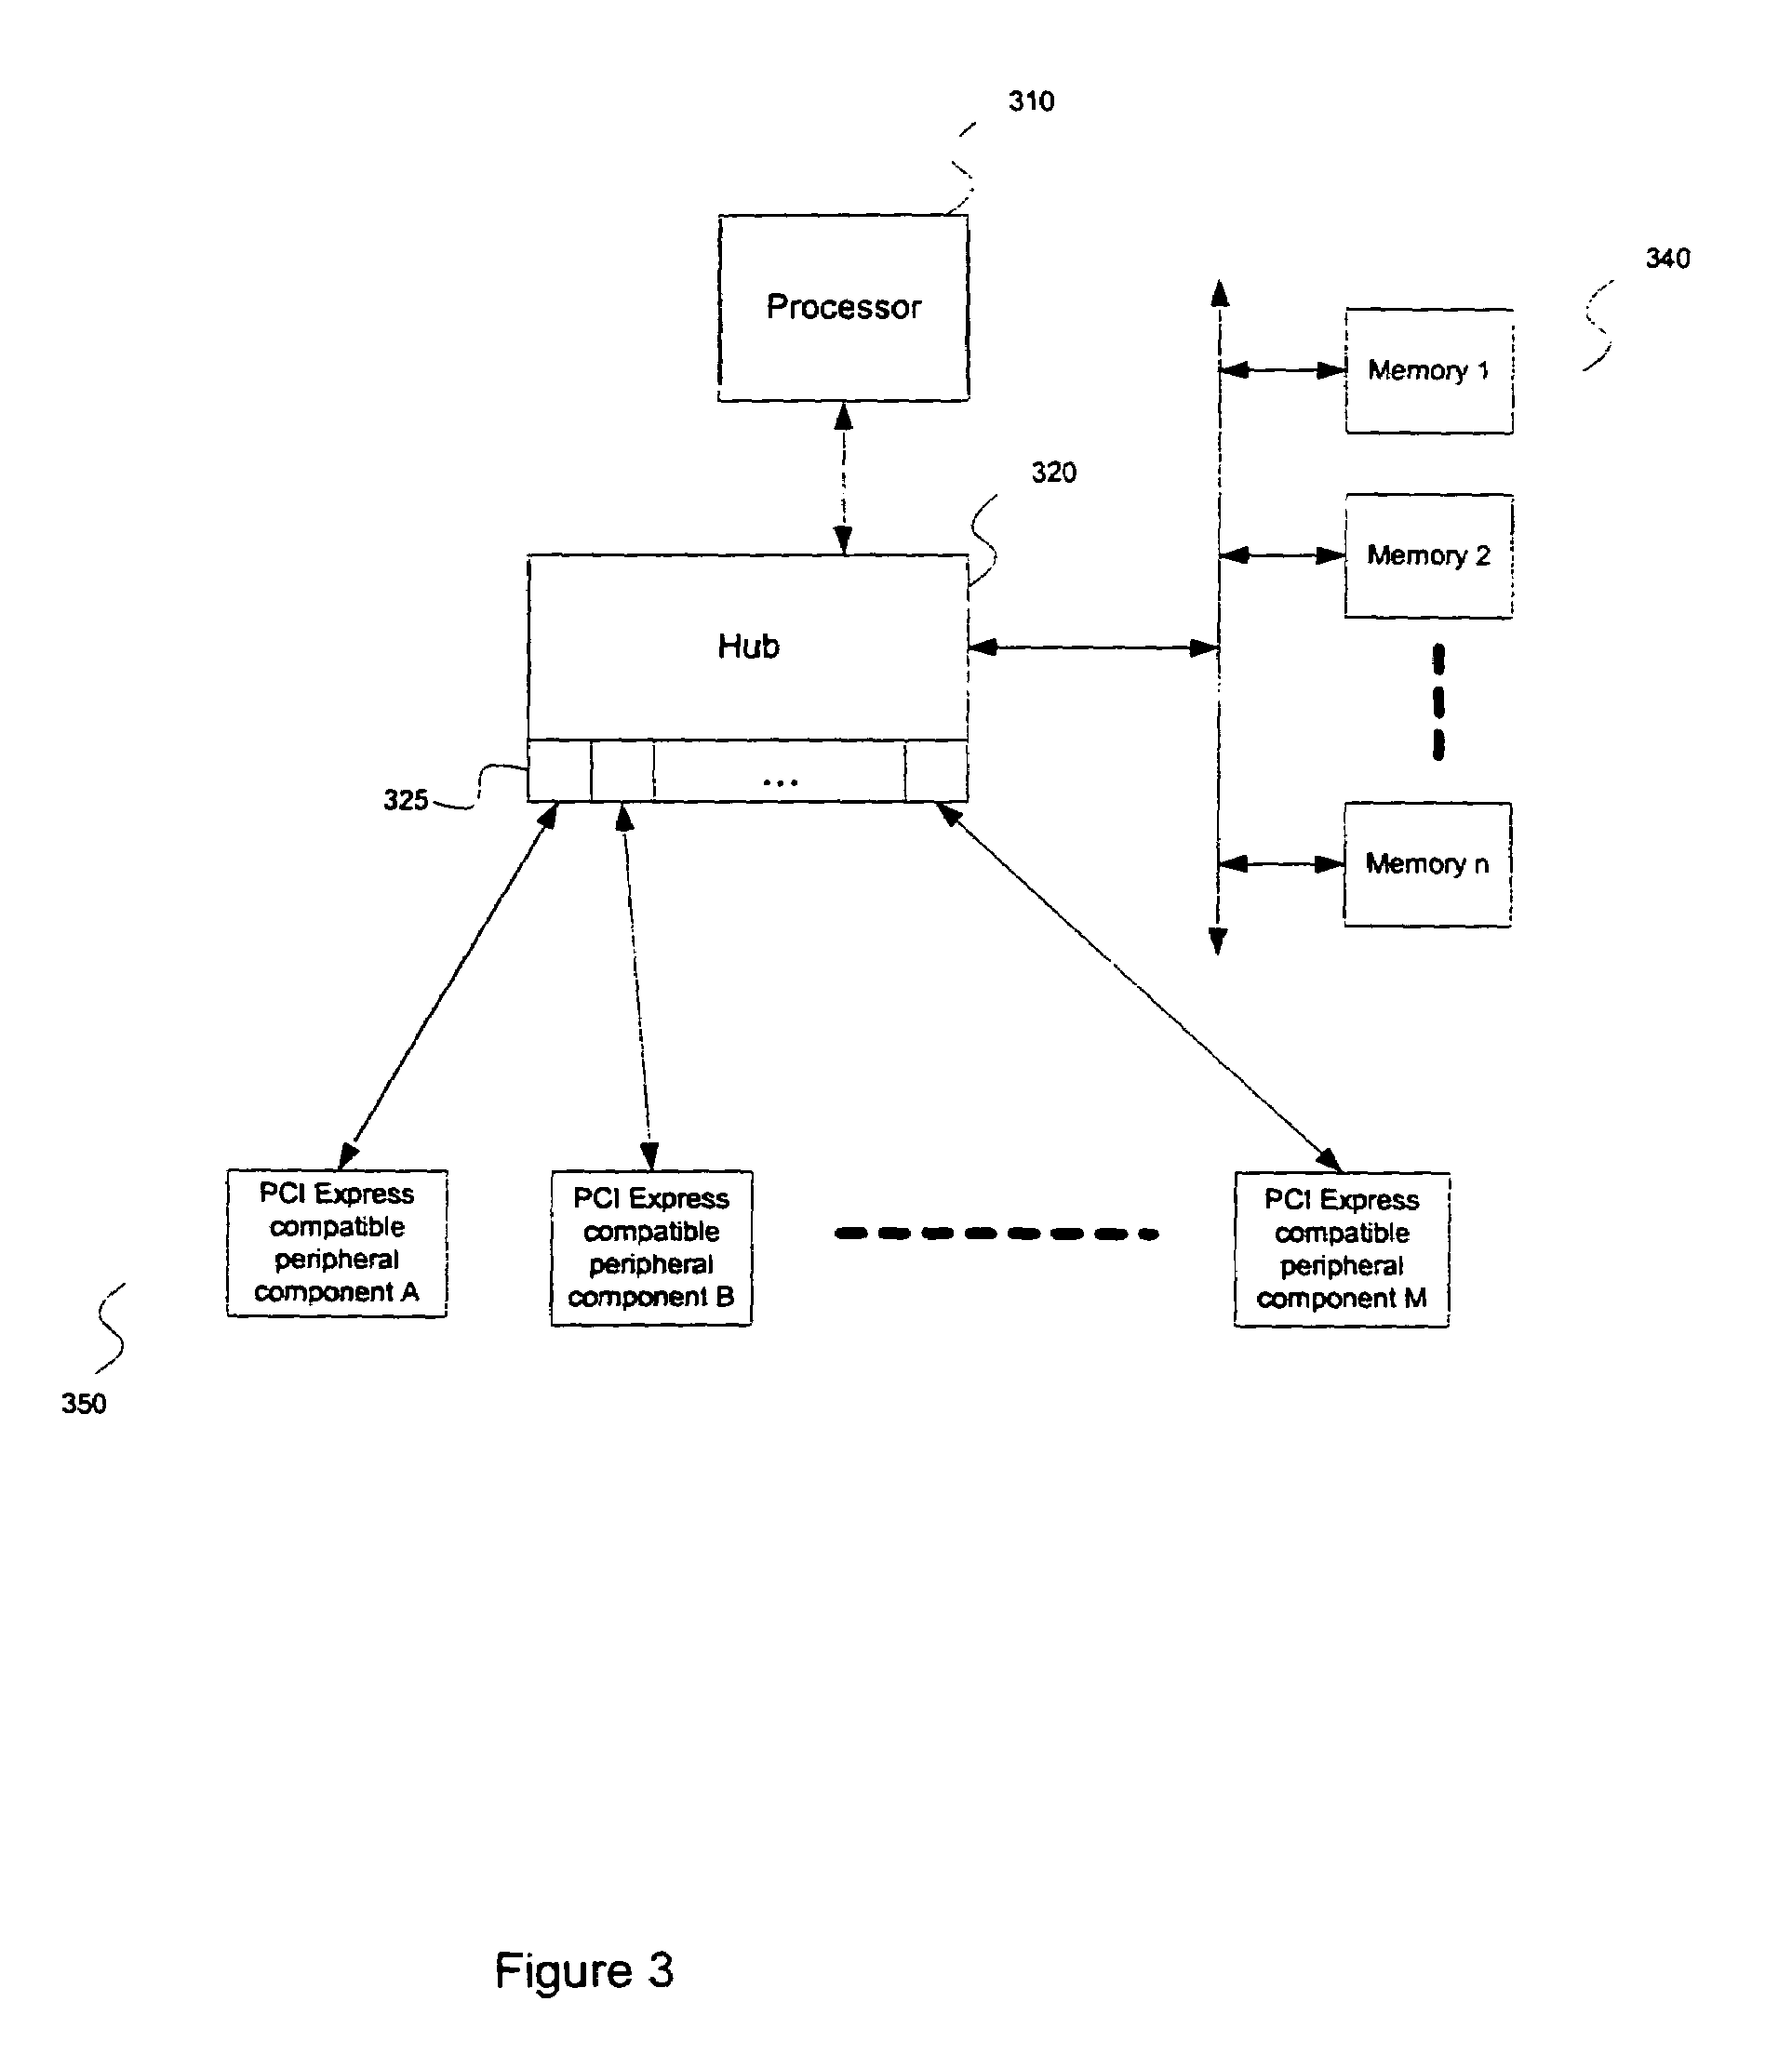 310
Processor
340
Memory 1
320
Memory 2
Hub
325
...
Memory n
PCI Express
compatible
peripheral
component A
PCI Express
compatible
peripheral
component B
PCI Express
compatible
peripheral
component M
350
Figure 3